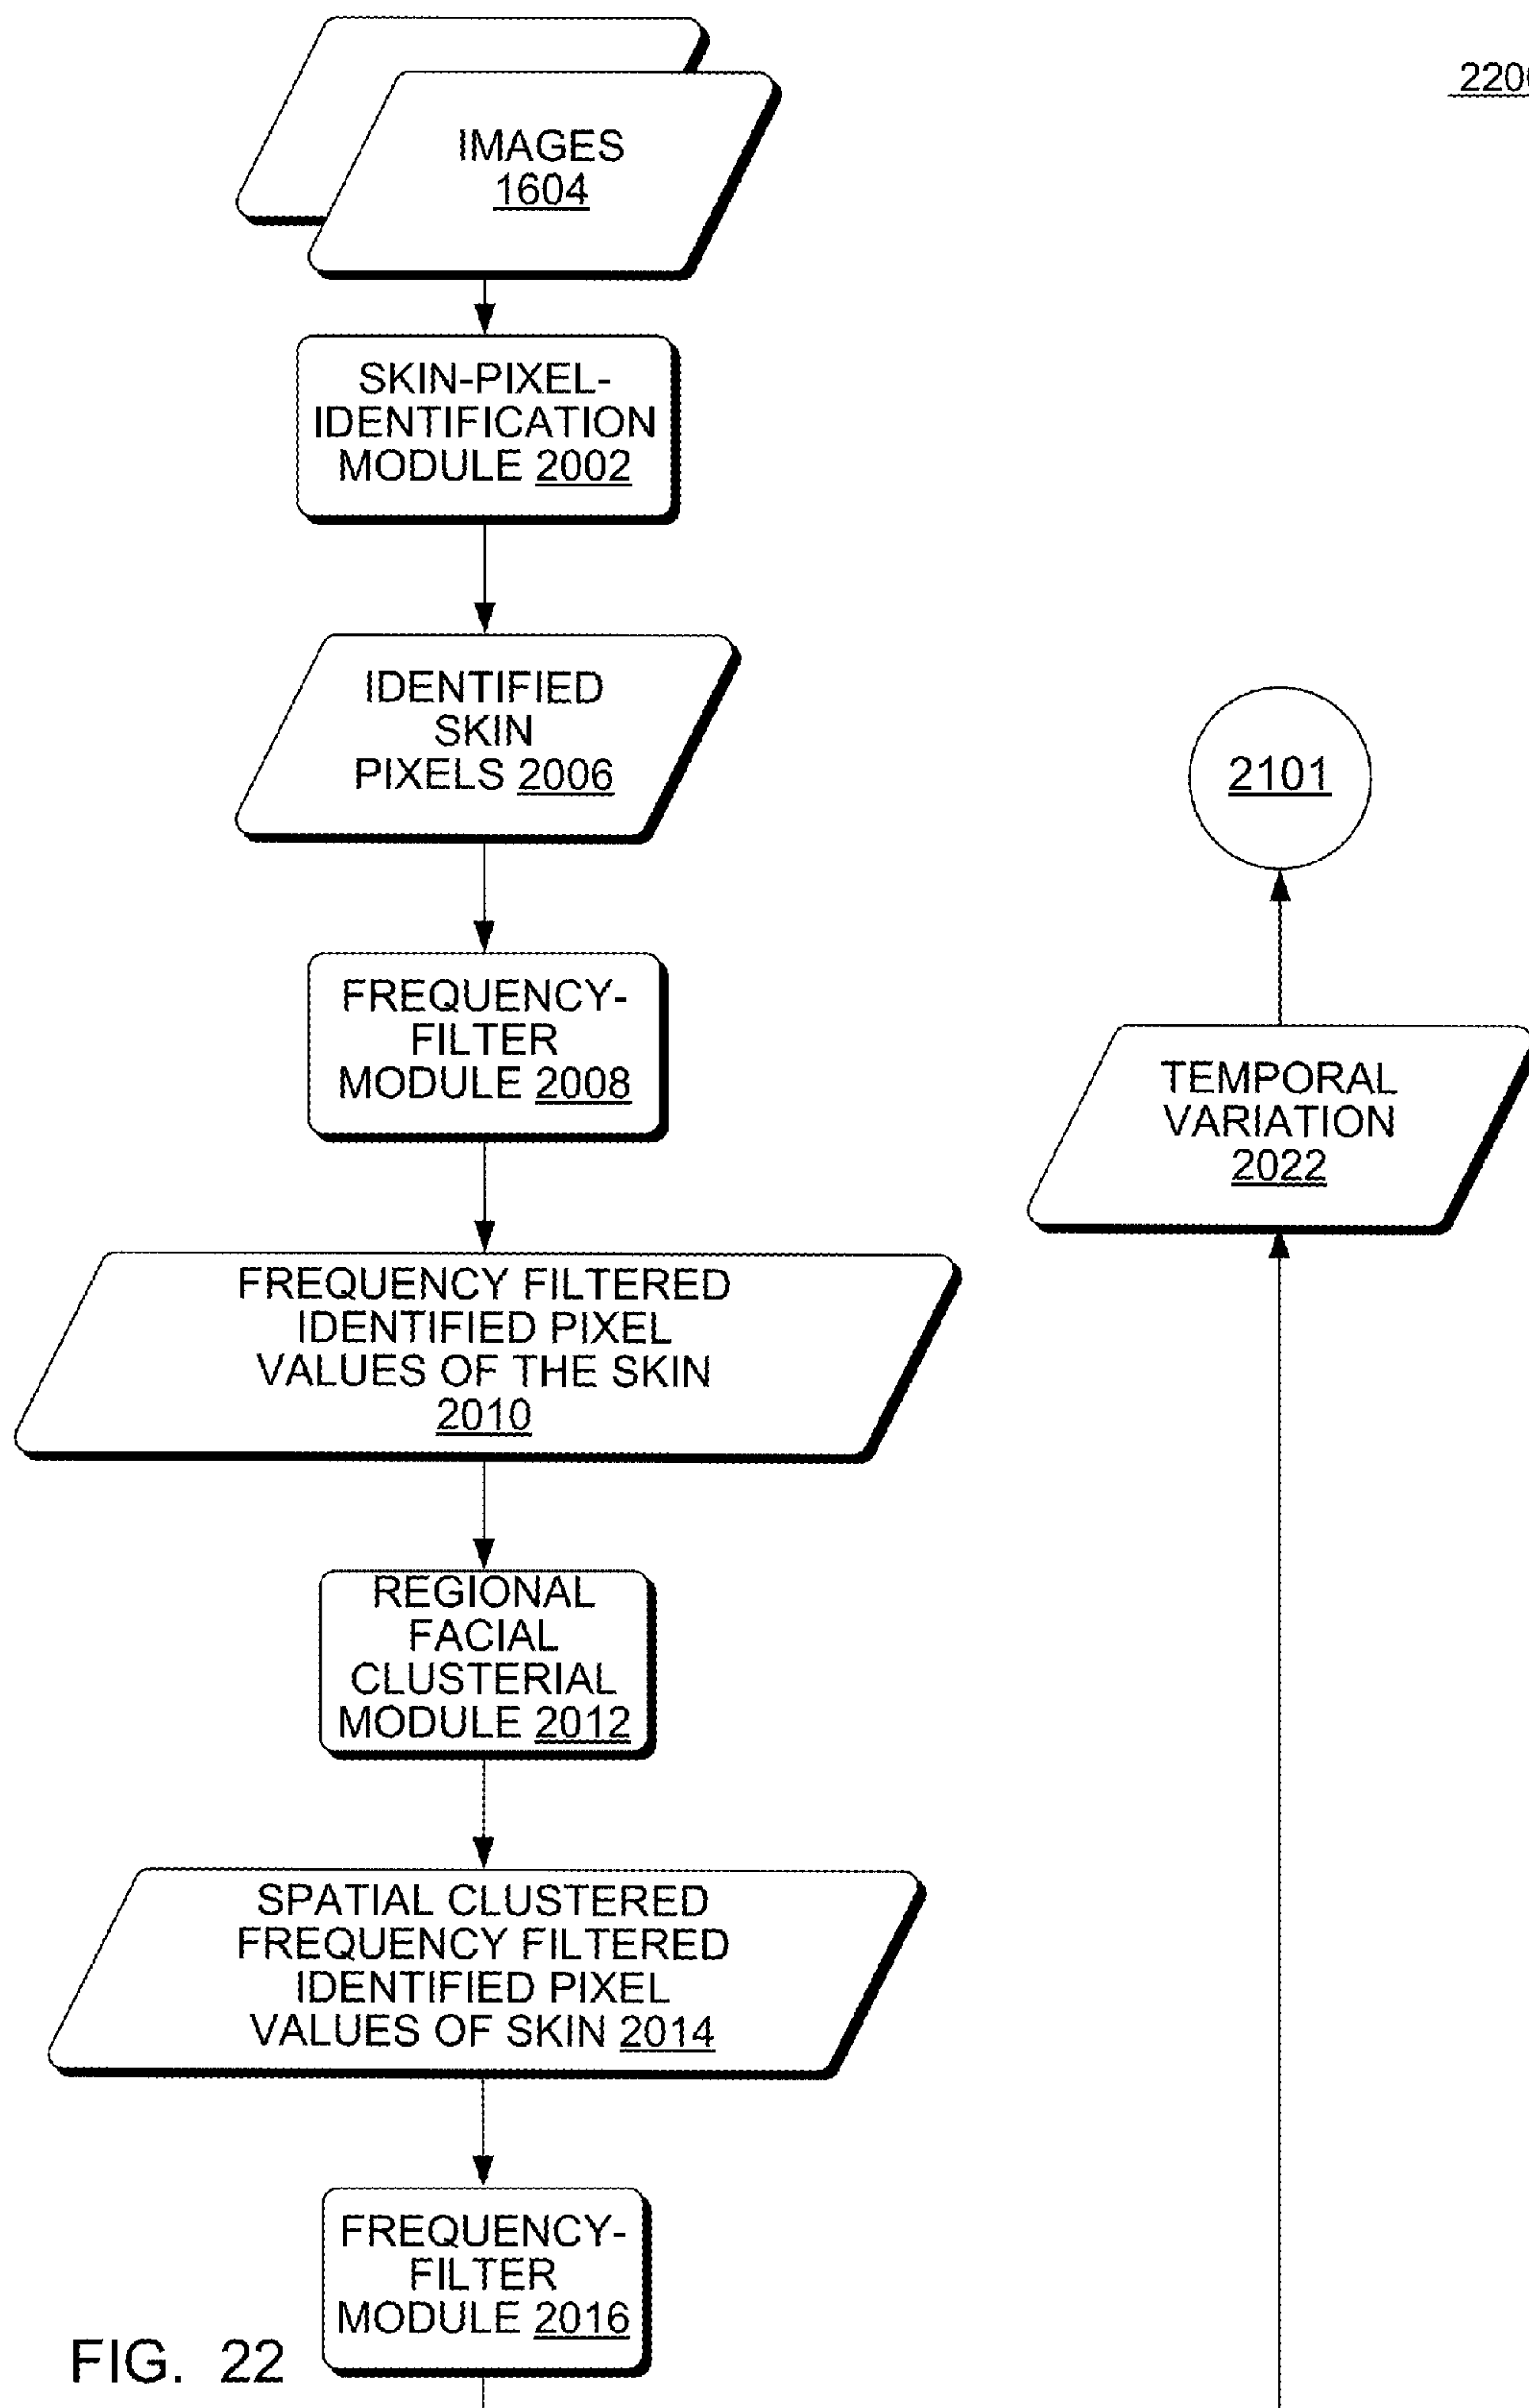 2200
IMAGES
1604
SKIN-PIXEL-
IDENTIFICATION
MODULE 2002
IDENTIFIED
SKIN
PIXELS 2006
FREQUENCY-
FILTER
MODULE 2008
FREQUENCY FILTERED
IDENTIFIED PIXEL
VALUES OF THE SKIN
2010
REGIONAL
FACIAL
CLUSTERIAL
MODULE 2012
SPATIAL CLUSTERED
FREQUENCY FILTERED
IDENTIFIED PIXEL
VALUES OF SKIN 2014
FREQUENCY-
FILTER
MODULE 2016
2101
TEMPORAL
VARIATION
2022
FIG. 22